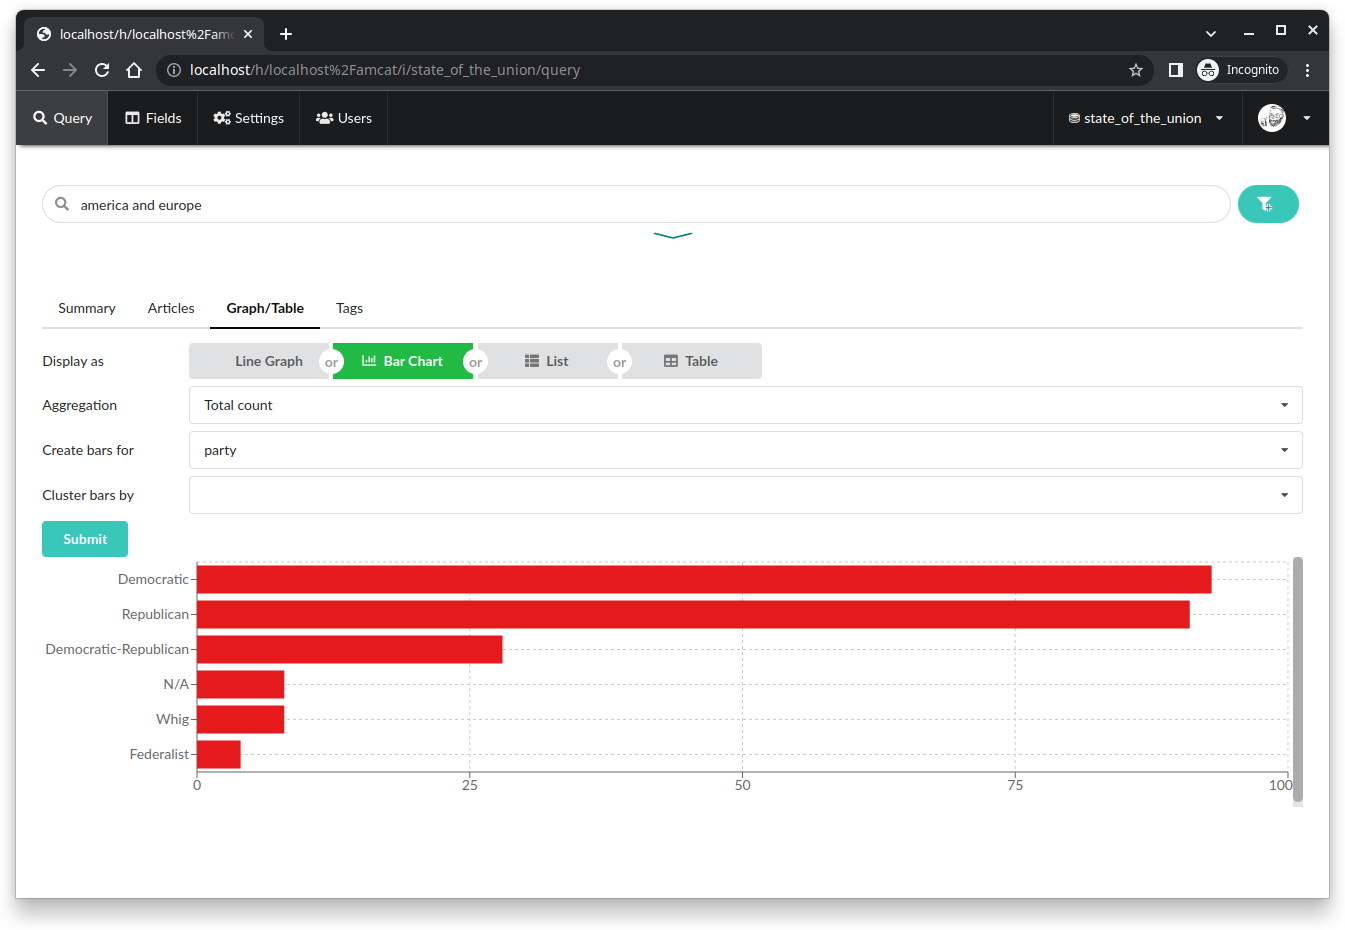 localhost/h/localhost%2Famc
localhost/h/localhost%2Famcat/i/state_of_the_union/query
Incognito
Query
Fields
Settings
Users
state_of_the_union
america and europe
Summary
Articles
Graph/Table
Tags
Display as
Line Graph
or
Bar Chart
or
List
or
Table
Aggregation
Total count
Create bars for
party
Cluster bars by
Submit
Democratic
Republican
Democratic-Republican
N/A
Whig
Federalist
0
25
50
75
100